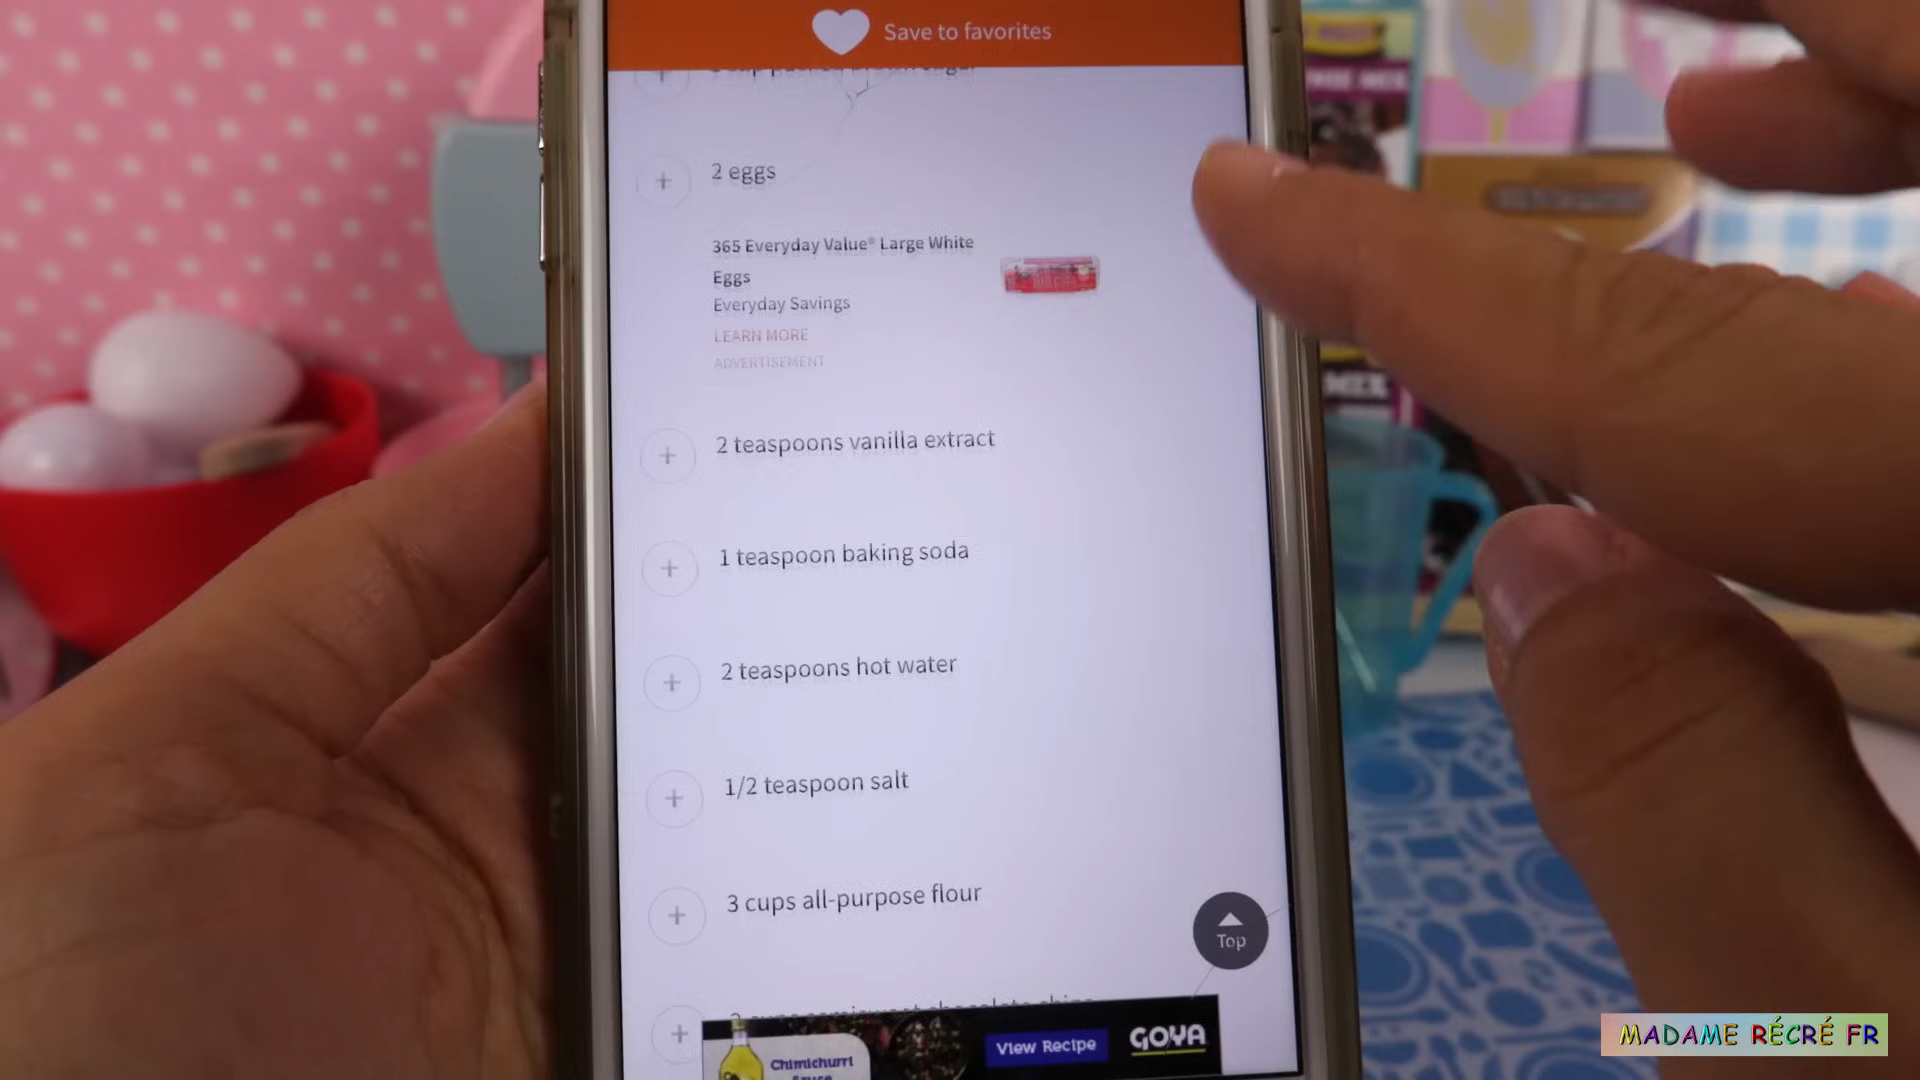 Save to favorites
2 eggs
365 Everyday Value® Large White
Eggs
Everyday Savings
LEARN MORE
ADVERTISEMENT
2 teaspoons vanilla extract
1 teaspoon baking soda
2 teaspoons hot water
1/2 teaspoon salt
3 cups all-purpose flour
Top
Chimichurri
Sauce
View Recipe
GOYA
MIX
MADAME RÉCRÉ FR